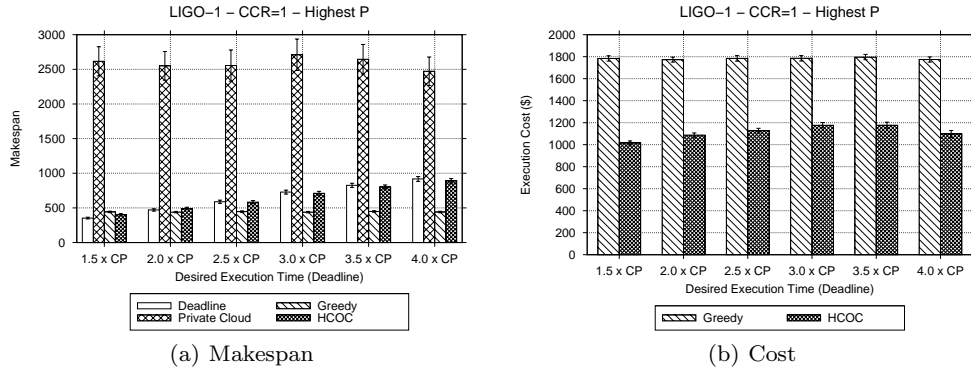 LIGO−1 − CCR=1 − Highest P
Makespan
3000
2500
2000
1500
1000
500
0
1.5 x CP 2.0 x CP 2.5 x CP 3.0 x CP 3.5 x CP 4.0 x CP
Desired Execution Time (Deadline)
Deadline Greedy
Private Cloud HCOC
(a) Makespan
LIGO−1 − CCR=1 − Highest P
Execution Cost ($)
2000
1800
1600
1400
1200
1000
800
600
400
200
0
1.5 x CP 2.0 x CP 2.5 x CP 3.0 x CP 3.5 x CP 4.0 x CP
Desired Execution Time (Deadline)
Greedy HCOC
(b) Cost